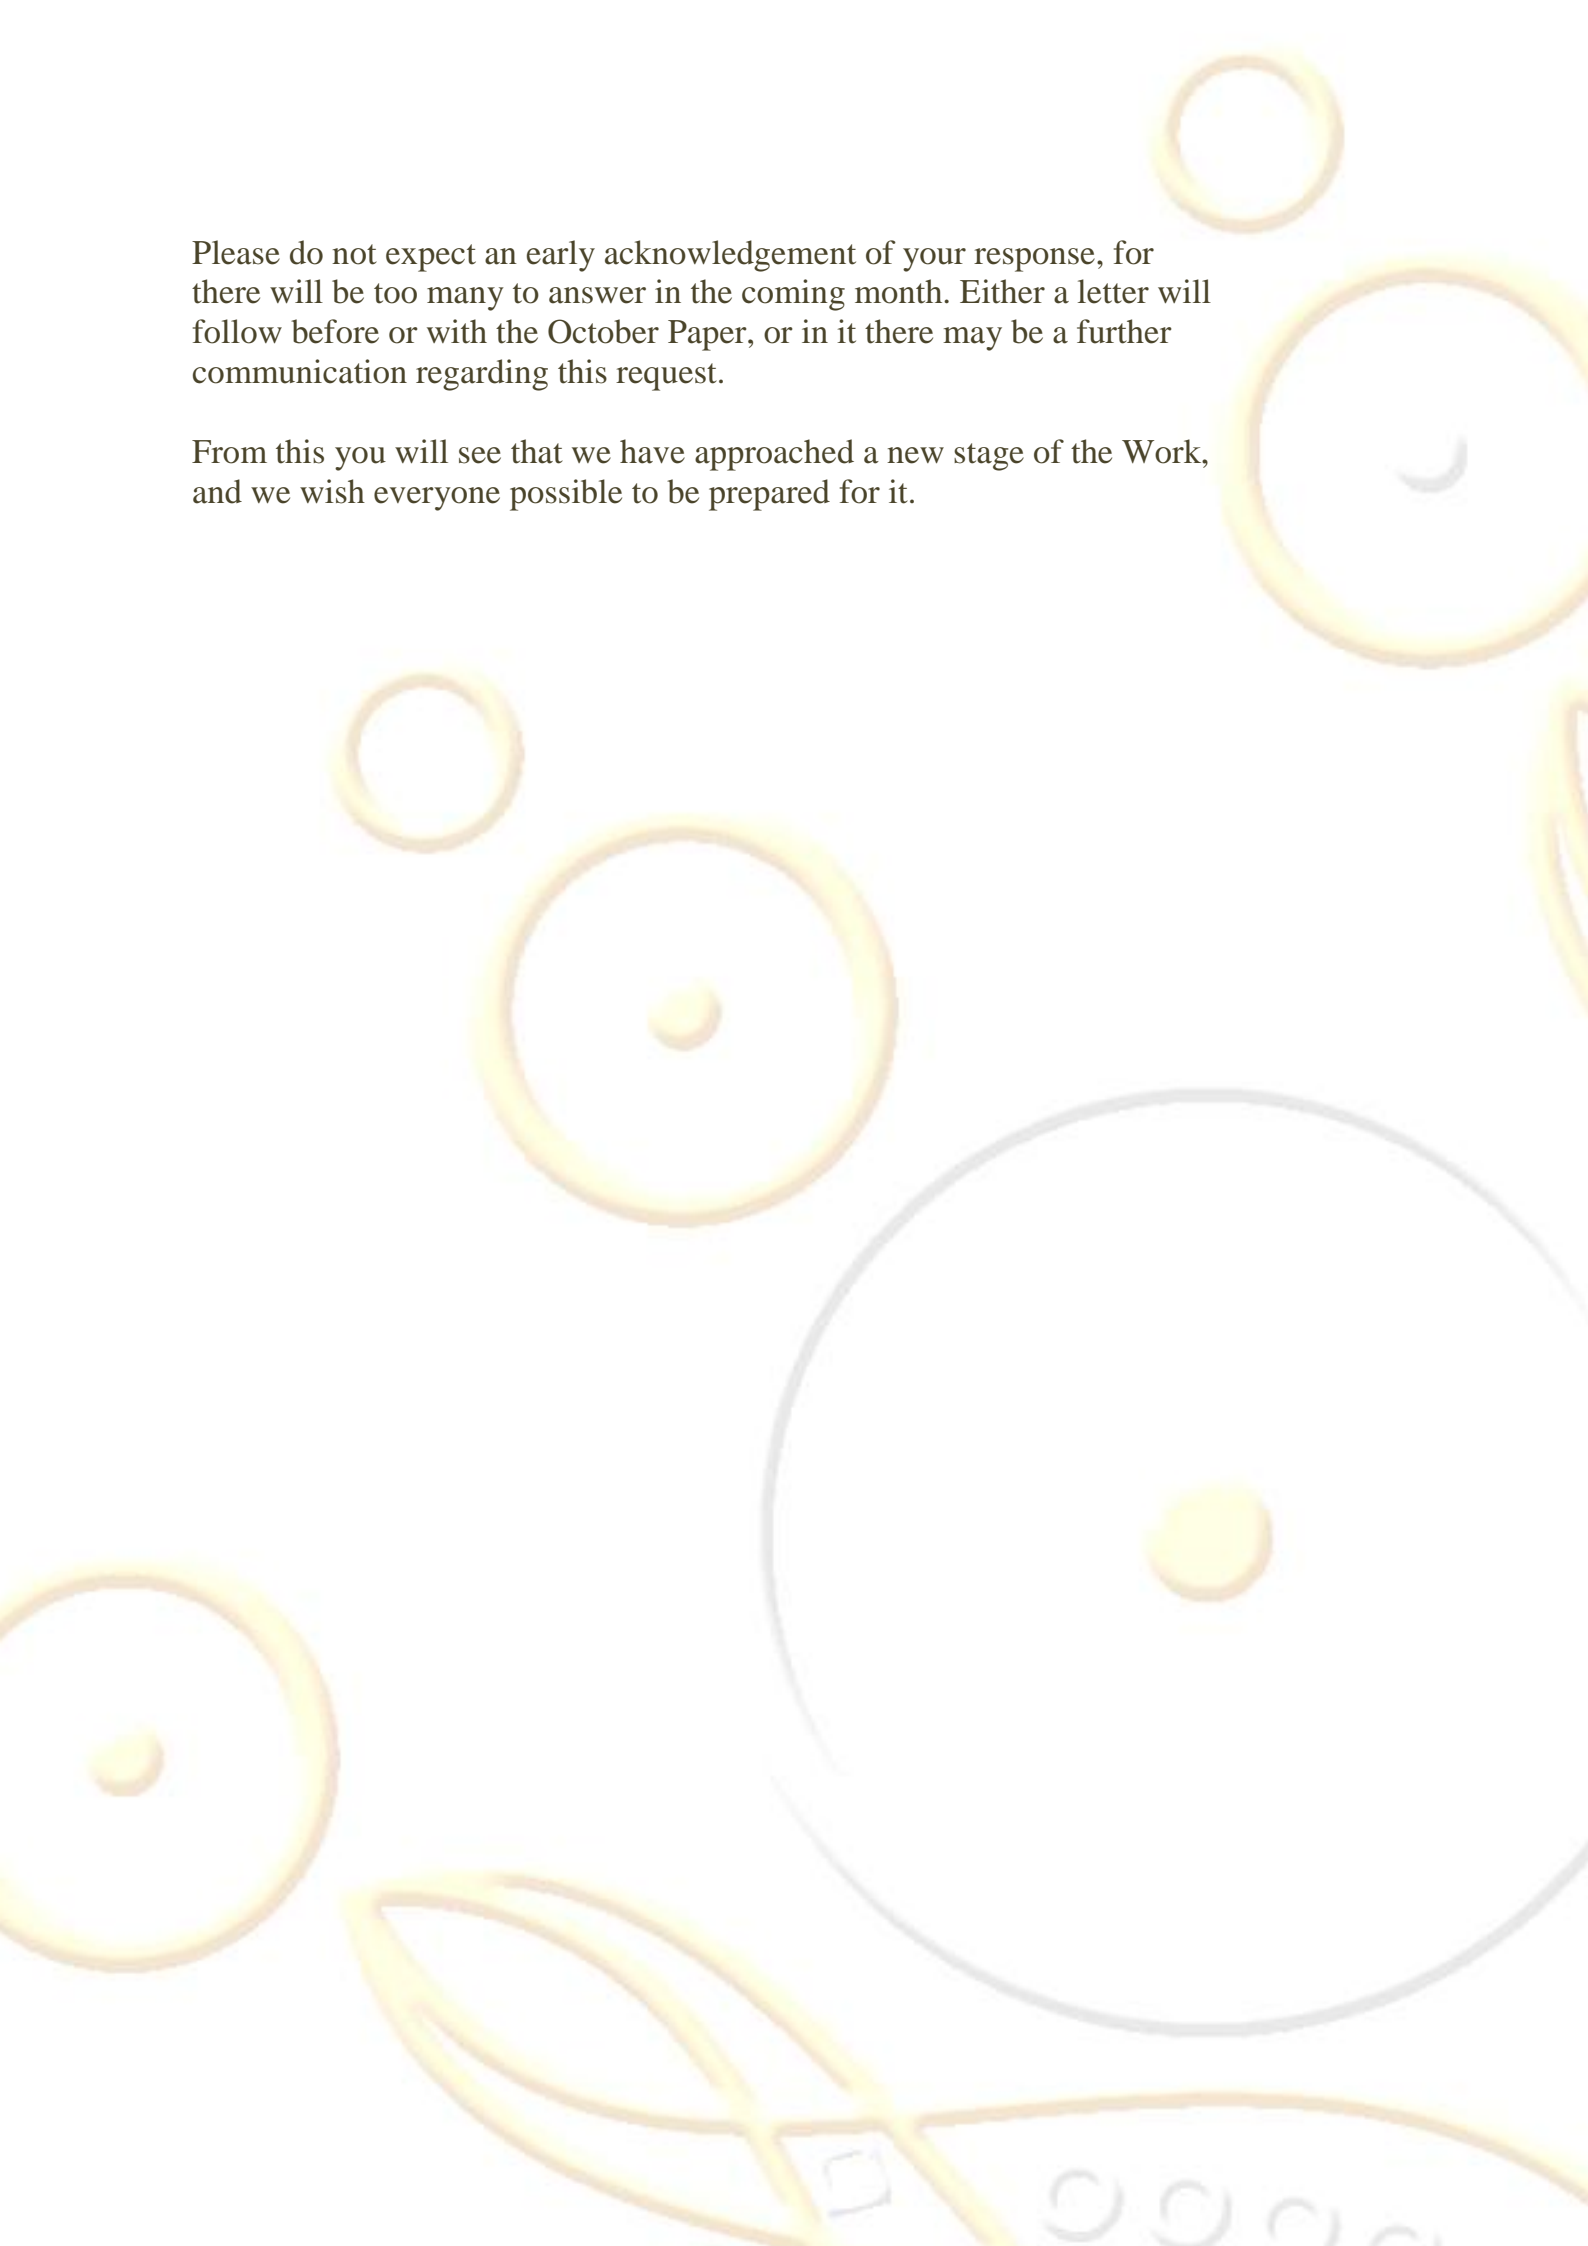 Please do not expect an early acknowledgement of your response, for
there will be too many to answer in the coming month. Either a letter will
follow before or with the October Paper, or in it there may be a further
communication regarding this request.
From this you will see that we have approached a new stage of the Work,
and we wish everyone possible to be prepared for it.